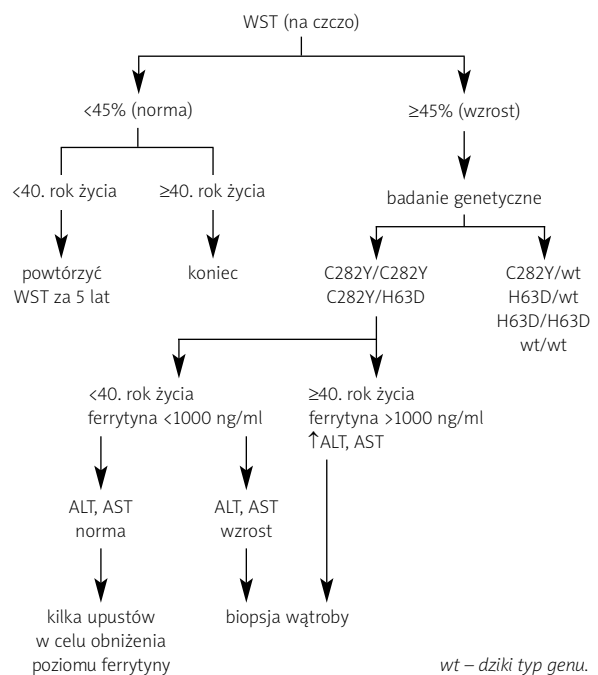 WST (na czczo)
<45% (norma)
≥45% (wzrost)
<40. rok życia
≥40. rok życia
badanie genetyczne
powtórzyć
WST za 5 lat
koniec
C282Y/C282Y
C282Y/H63D
C282Y/wt
H63D/wt
H63D/H63D
wt/wt
<40. rok życia
ferrytyna <1000 ng/ml
≥40. rok życia
ferrytyna >1000 ng/ml
↑ALT, AST
ALT, AST
norma
ALT, AST
wzrost
kilka upustów
w celu obniżenia
poziomu ferrytyny
biopsja wątroby
wt – dziki typ genu.